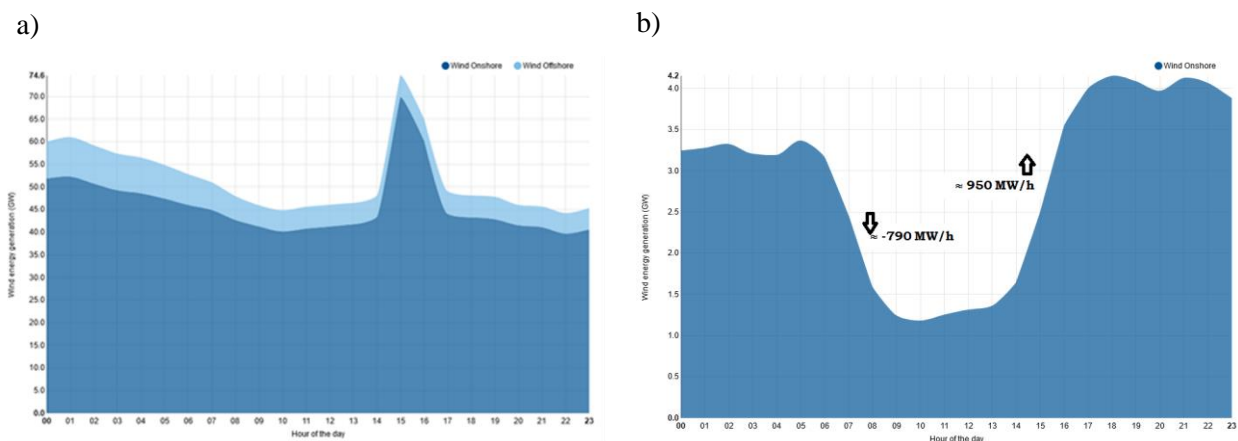 a)
Wind Onshore Wind Offshore
74.6
70.0
65.0
60.0
55.0
50.0
45.0
40.0
35.0
30.0
25.0
20.0
15.0
10.0
5.0
0.0
Wind energy generation (GW)
00 01 02 03 04 05 06 07 08 09 10 11 12 13 14 15 16 17 18 19 20 21 22 23
Hour of the day
b)
Wind Onshore
4.2
4.0
3.5
3.0
2.5
2.0
1.5
1.0
0.5
0.0
Wind energy generation (GW)
≈ 950 MW/h
≈ -790 MW/h
00 01 02 03 04 05 06 07 08 09 10 11 12 13 14 15 16 17 18 19 20 21 22 23
Hour of the day